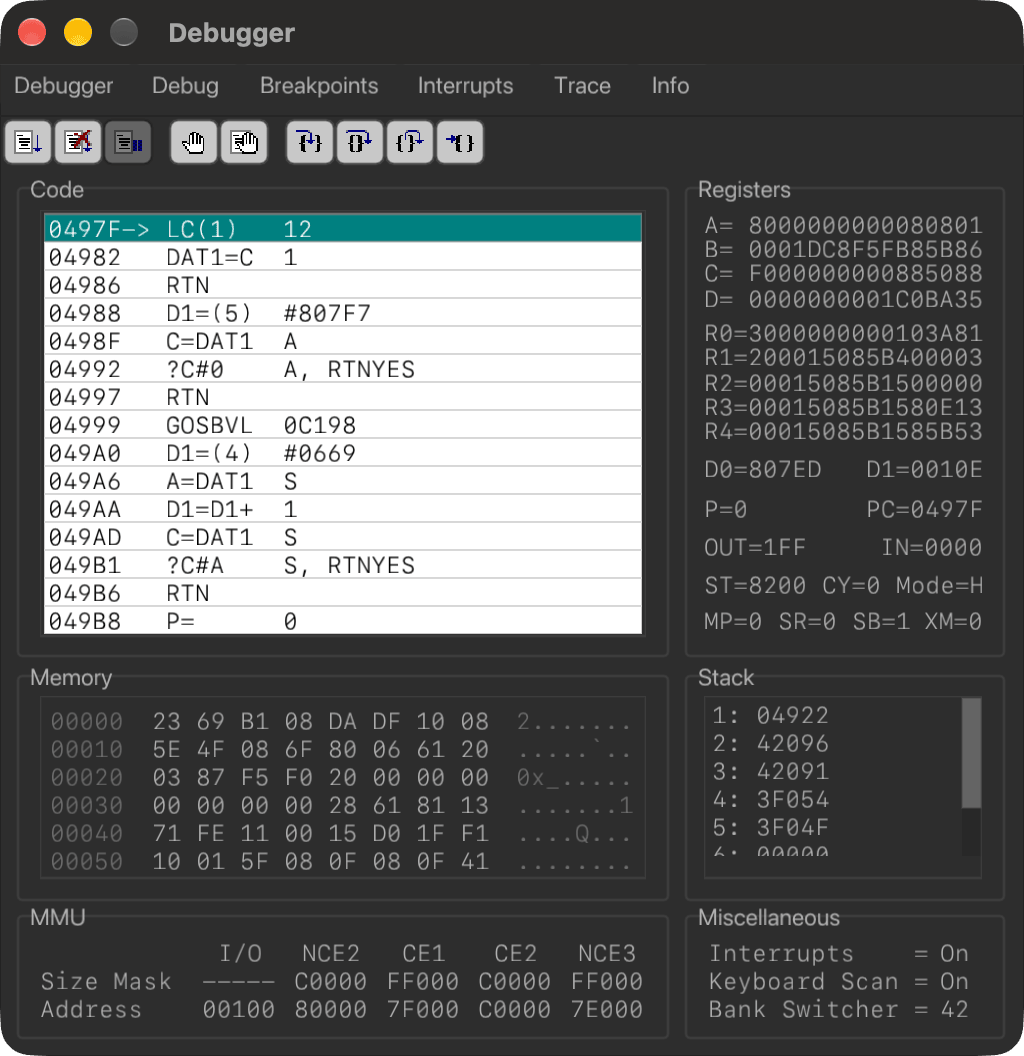 Debugger
Debugger Debug Breakpoints Interrupts Trace Info
Code
0497F–> LC(1) 12
04982 DAT1=C 1
04986 RTN
04988 D1=(5) #807F7
0498F C=DAT1 A
04992 ?C#0 A, RTNYES
04997 RTN
04999 GOSBVL 0C198
049A0 D1=(4) #0669
049A6 A=DAT1 S
049AA D1=D1+ 1
049AD C=DAT1 S
049B1 ?C#A S, RTNYES
049B6 RTN
049B8 P= 0
Registers
A= 8000000000080801
B= 0001DC8F5FB85B86
C= F000000000885088
D= 0000000001C0BA35
R0=3000000000103A81
R1=200015085B400003
R2=00015085B1500000
R3=00015085B1580E13
R4=00015085B1585B53
D0=807ED D1=0010E
P=0 PC=0497F
OUT=1FF IN=0000
ST=8200 CY=0 Mode=H
MP=0 SR=0 SB=1 XM=0
Memory
00000 23 69 B1 08 DA DF 10 08 2.......
00010 5E 4F 08 6F 80 06 61 20 .....`..
00020 03 87 F5 F0 20 00 00 00 0x_.....
00030 00 00 00 00 28 61 81 13 .......1
00040 71 FE 11 00 15 D0 1F F1 ....Q...
00050 10 01 5F 08 0F 08 0F 41 ........
Stack
1: 04922
2: 42096
3: 42091
4: 3F054
5: 3F04F
6: 00000
MMU
I/O NCE2 CE1 CE2 NCE3
Size Mask ––––– C0000 FF000 C0000 FF000
Address 00100 80000 7F000 C0000 7E000
Miscellaneous
Interrupts = On
Keyboard Scan = On
Bank Switcher = 42